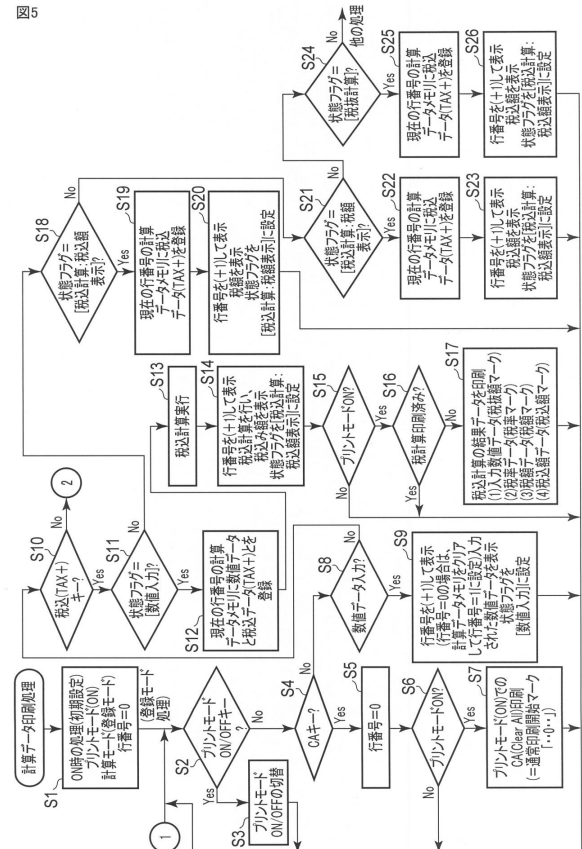 図5
計算データ印刷処理
S1
ON時の処理(初期設定)
プリントモード(ON)
計算モード(登録モード)
行番号=0
(登録モード
処理)
1
S2
プリントモード
ON/OFFキー
?
Yes
No
S3
プリントモード
ON/OFFの切替
S4
CAキー?
No
Yes
S5
行番号=0
S6
プリントモードON?
No
Yes
S7
プリントモード(ON)での
CA(Clear All)印刷
(=通常印刷開始マーク
「・・0・・」)
S8
数値データ入力?
No
Yes
S9
行番号を(+1)して表示
(行番号=0の場合は、
計算データメモリをクリア
して行番号=1に設定)入力
された数値データを表示
状態フラグを
[数値入力]に設定
S10
税込(TAX+)
キー?
No
2
Yes
S11
状態フラグ=
[数値入力]?
No
Yes
S12
現在の行番号の計算
データメモリに数値データ
と税込データ(TAX+)とを
登録
S13
税込計算実行
S14
行番号を(+1)して表示
税込計算を行い、
税込み額を表示
状態フラグを[税込計算:
税込額表示]に設定
S15
プリントモードON?
No
Yes
S16
税計算印刷済み?
Yes
No
S17
税込計算の結果データを印刷
(1)入力数値データ(税抜額マーク)
(2)税率データ(税率マーク)
(3)税額データ(税額マーク)
(4)税込額データ(税込額マーク)
S18
状態フラグ=
[税込計算:税込額
表示]?
No
Yes
S19
現在の行番号の計算
データメモリに税込
データ(TAX+)を登録
S20
行番号を(+1)して表示
税額を表示
状態フラグを
[税込計算:税額表示]に設定
S21
状態フラグ=
[税込計算:税額
表示]?
No
Yes
S22
現在の行番号の計算
データメモリに税込
データ(TAX+)を登録
S23
行番号を(+1)して表示
税込額を表示
状態フラグを[税込計算:
税込額表示]に設定
S24
状態フラグ=
[税抜計算]?
No
他の処理
Yes
S25
現在の行番号の計算
データメモリに税込
データ(TAX+)を登録
S26
行番号を(+1)して表示
税込額を表示
状態フラグを[税込計算:
税込額表示]に設定